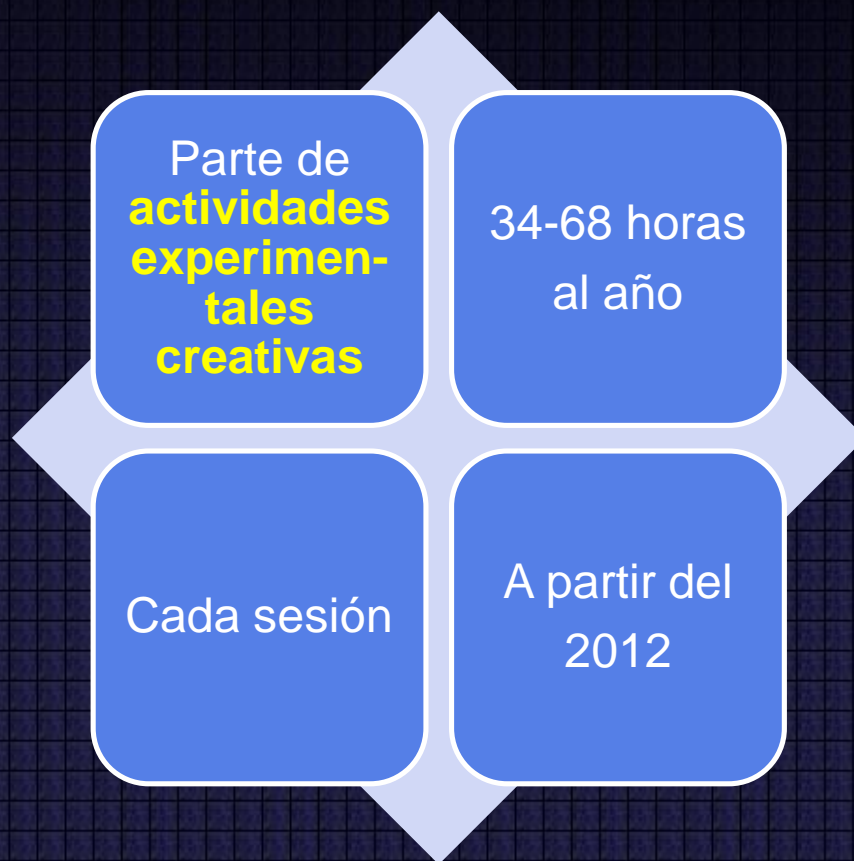 Parte de
actividades
experimen-
tales
creativas
34-68 horas
al año
Cada sesión
A partir del
2012